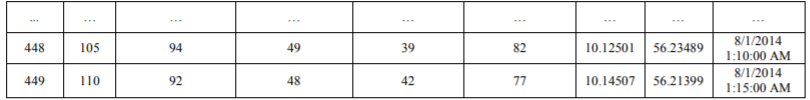 ... ... ... ... ... ... ... ... ...
448 105 94 49 39 82 10.12501 56.23489 8/1/2014 1:10:00 AM
449 110 92 48 42 77 10.14507 56.21399 8/1/2014 1:15:00 AM